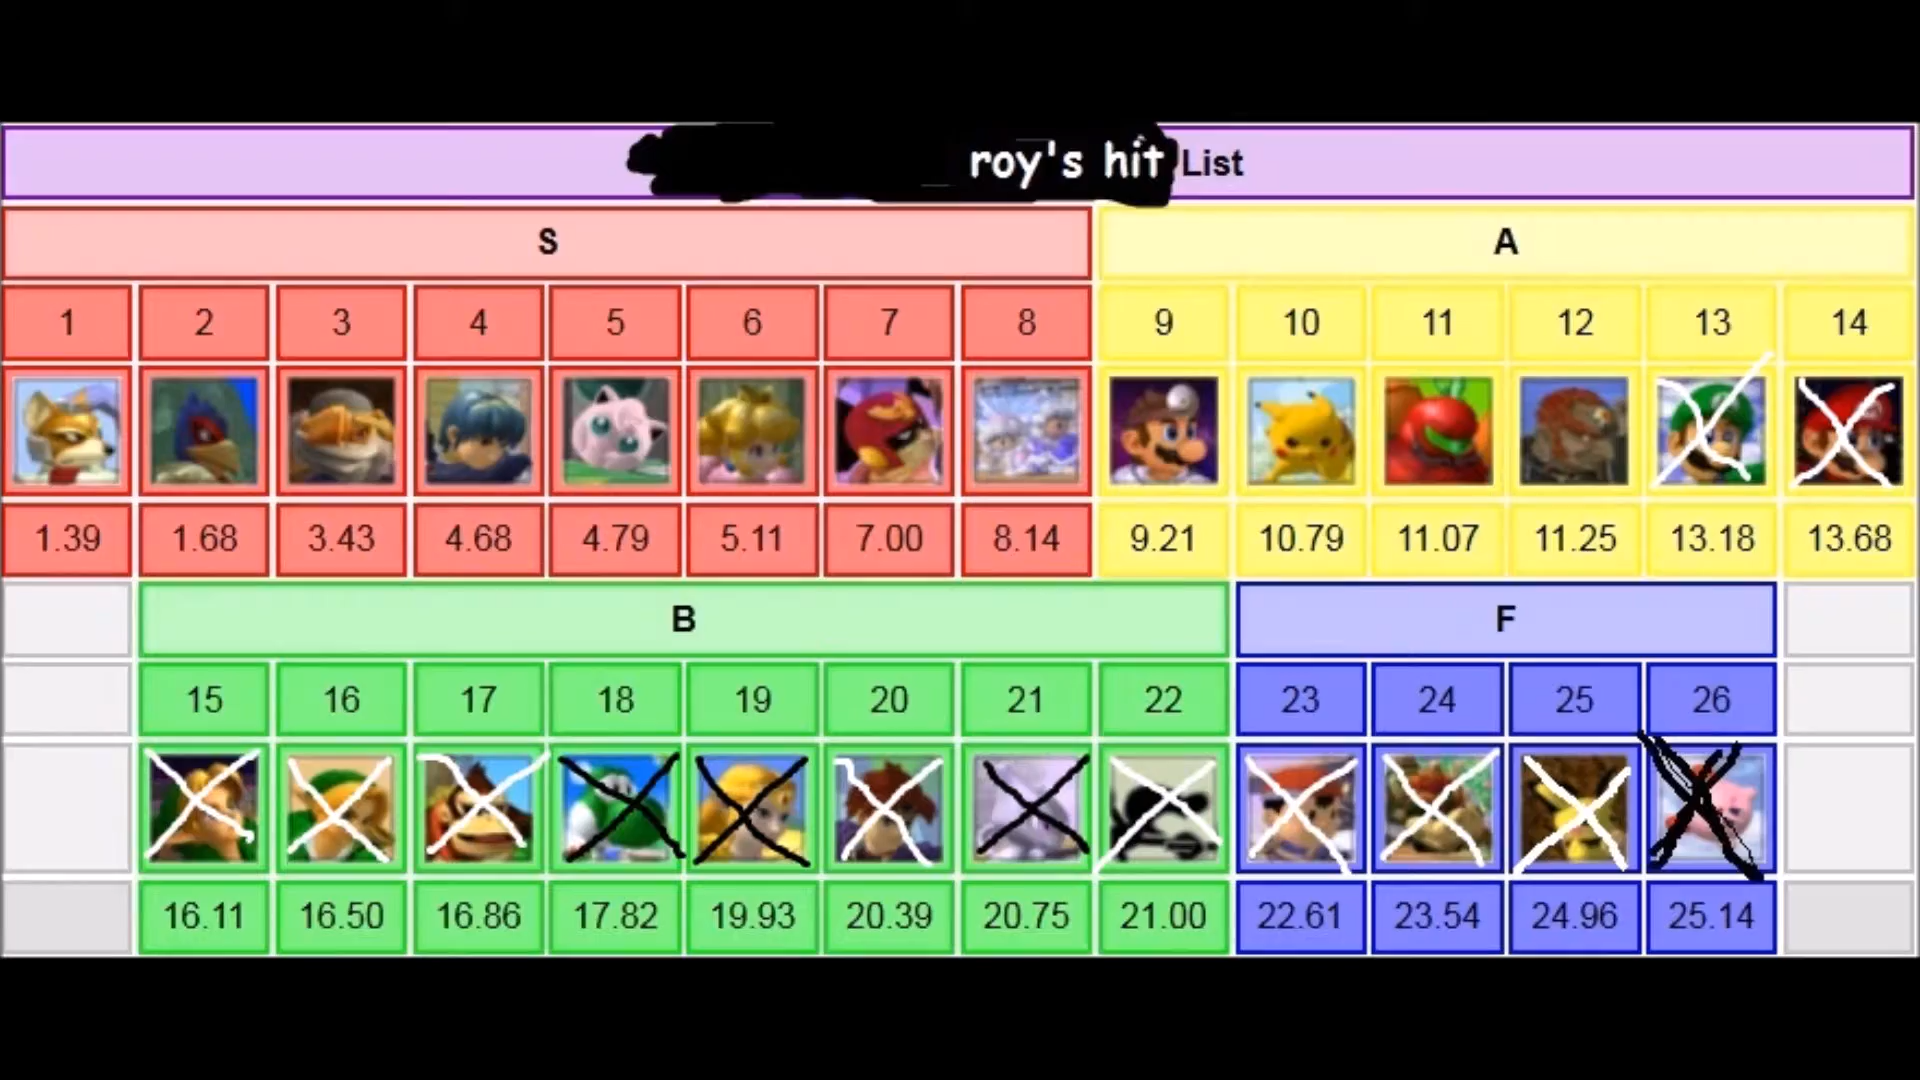 roy's hit List
S A
1 2 3 4 5 6 7 8 9 10 11 12 13 14
1.39 1.68 3.43 4.68 4.79 5.11 7.00 8.14 9.21 10.79 11.07 11.25 13.18 13.68
B F
15 16 17 18 19 20 21 22 23 24 25 26
16.11 16.50 16.86 17.82 19.93 20.39 20.75 21.00 22.61 23.54 24.96 25.14